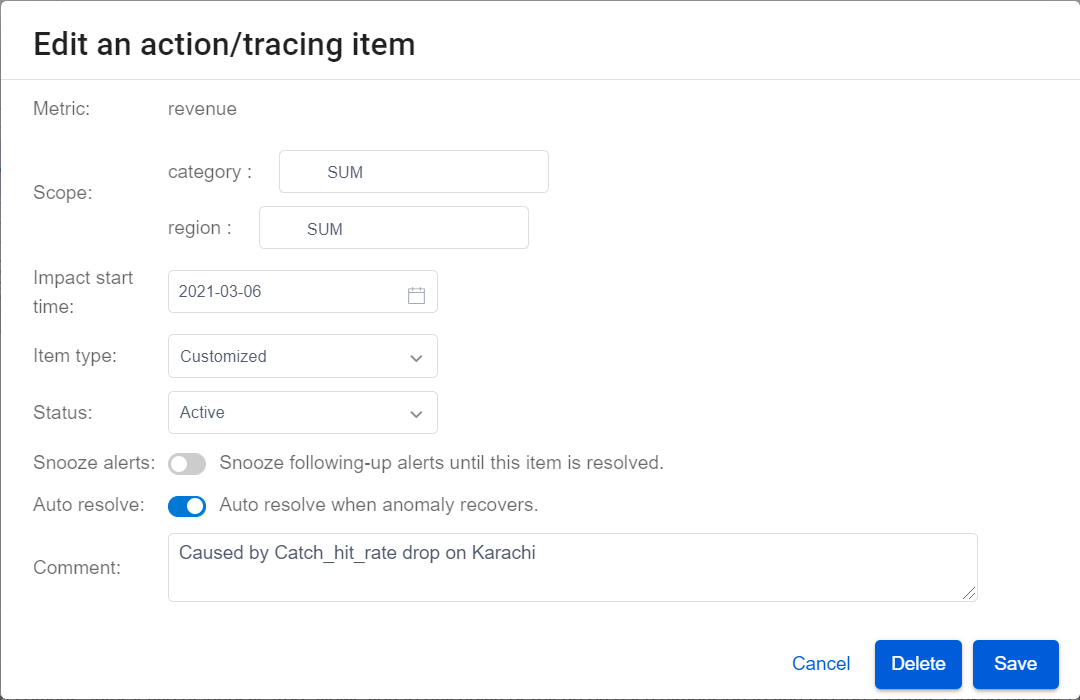 Edit an action/tracing item
Metric: revenue
Scope:
category : SUM
region : SUM
Impact start
time:
2021-03-06
Item type: Customized
Status: Active
Snooze alerts: Snooze following-up alerts until this item is resolved.
Auto resolve: Auto resolve when anomaly recovers.
Comment: Caused by Catch_hit_rate drop on Karachi
Cancel Delete Save